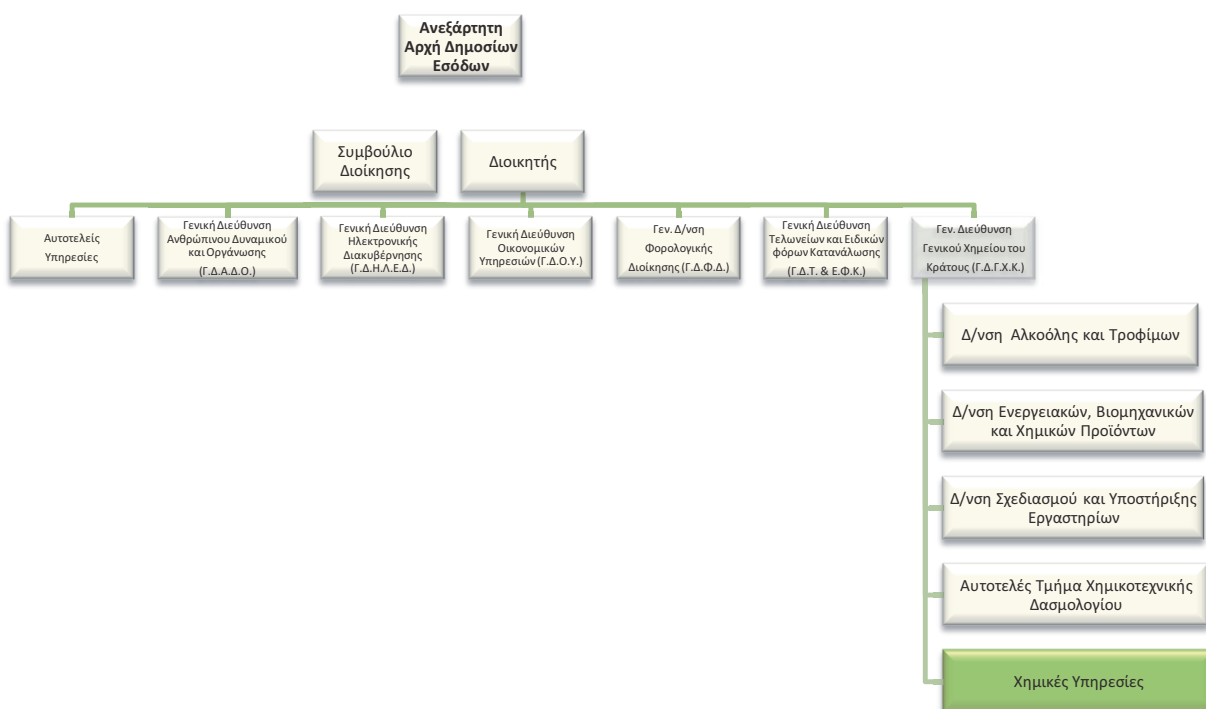 Ανεξάρτητη
Αρχή Δημοσίων
Εσόδων
Συμβούλιο
Διοίκησης
Διοικητής
Αυτοτελείς
Υπηρεσίες
Γενική Διεύθυνση
Ανθρώπινου Δυναμικού
και Οργάνωσης
(Γ.Δ.Α.Δ.Ο.)
Γενική Διεύθυνση
Ηλεκτρονικής
Διακυβέρνησης
(Γ.Δ.Η.Λ.Ε.Δ.)
Γενική Διεύθυνση
Οικονομικών
Υπηρεσιών (Γ.Δ.Ο.Υ.)
Γεν. Δ/νση
Φορολογικής
Διοίκησης (Γ.Δ.Φ.Δ.)
Γενική Διεύθυνση
Τελωνείων και Ειδικών
φόρων Κατανάλωσης
(Γ.Δ.Τ. & Ε.Φ.Κ.)
Γεν. Διεύθυνση
Γενικού Χημείου του
Κράτους (Γ.Δ.Γ.Χ.Κ.)
Δ/νση Αλκοόλης και Τροφίμων
Δ/νση Ενεργειακών, Βιομηχανικών
και Χημικών Προϊόντων
Δ/νση Σχεδιασμού και Υποστήριξης
Εργαστηρίων
Αυτοτελές Τμήμα Χημικοτεχνικής
Δασμολογίου
Χημικές Υπηρεσίες